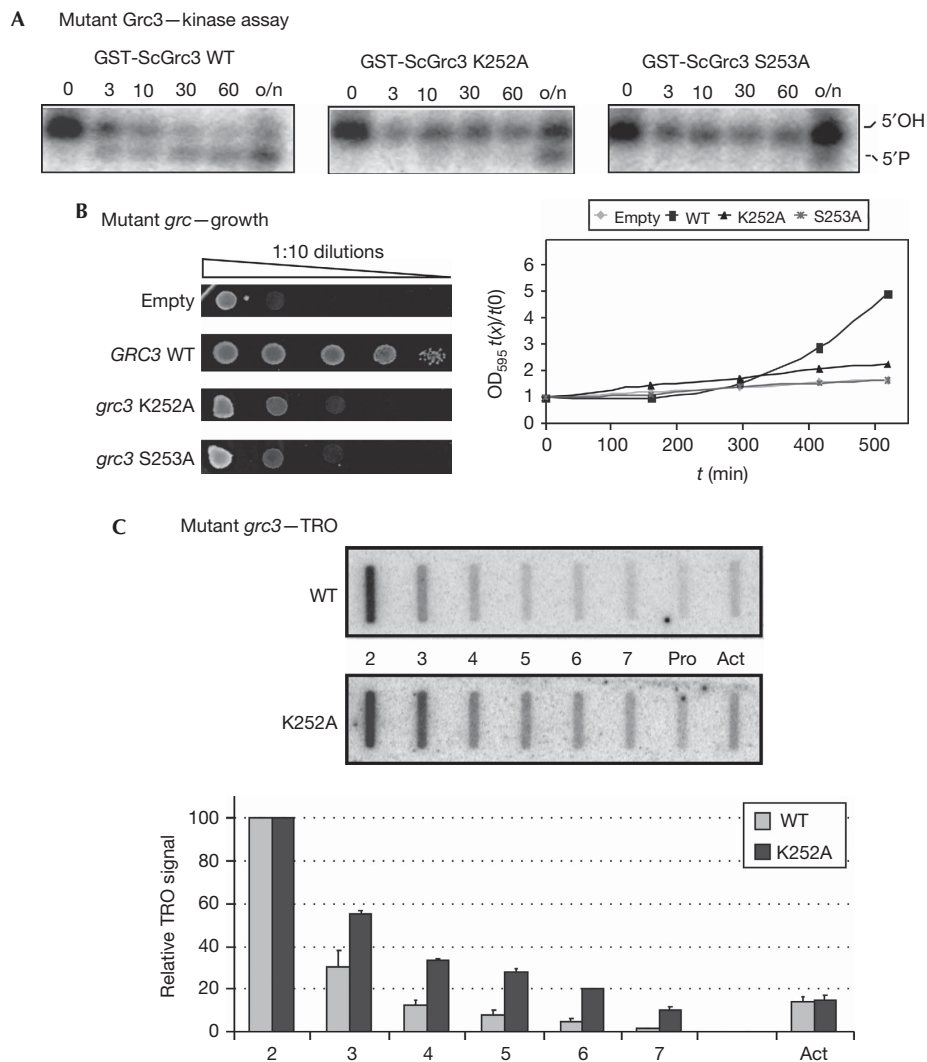 A Mutant Grc3—kinase assay
GST-ScGrc3 WT
0 3 10 30 60 o/n
GST-ScGrc3 K252A
0 3 10 30 60 o/n
GST-ScGrc3 S253A
0 3 10 30 60 o/n
5′OH
5′P
B Mutant grc—growth
1:10 dilutions
Empty
GRC3 WT
grc3 K252A
grc3 S253A
Empty WT K252A S253A
OD595 t(x)/t(0)
6
5
4
3
2
1
0
0 100 200 300 400 500
t (min)
C Mutant grc3—TRO
WT
2 3 4 5 6 7 Pro Act
K252A
Relative TRO signal
100
80
60
40
20
0
WT
K252A
2 3 4 5 6 7 Act